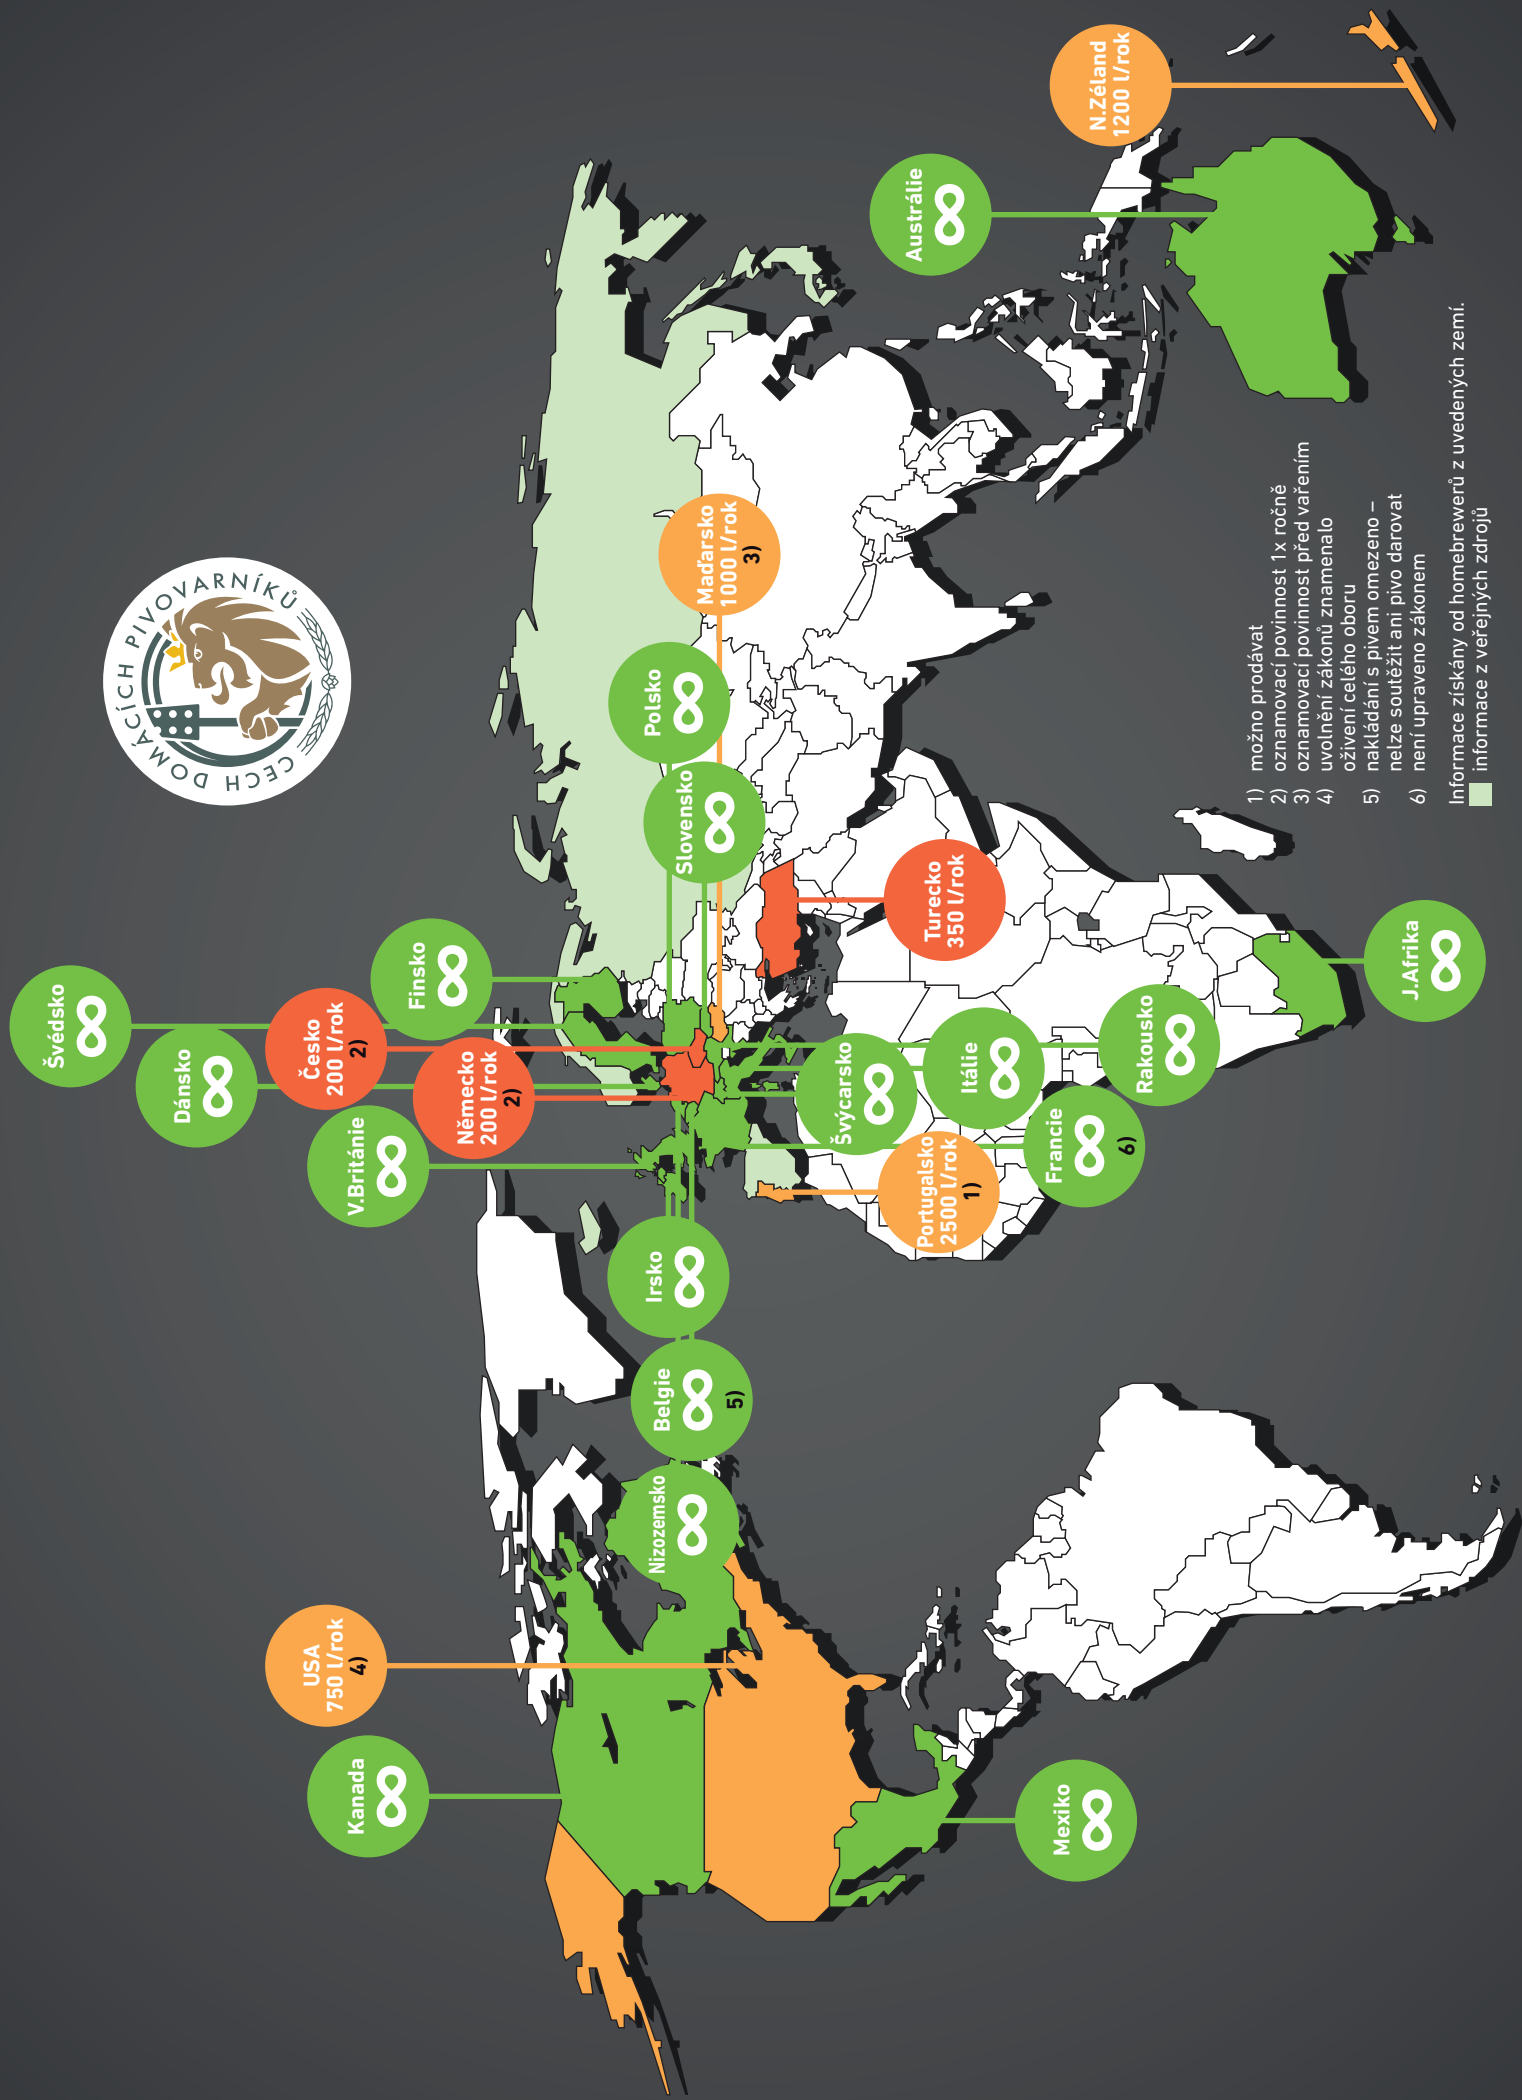 Švédsko
CECH DOMÁCÍCH PIVOVARNÍKŮ
Dánsko
USA
750 l/rok
4)
Česko
200 l/rok
2)
Kanada
V.Británie
Finsko
Německo
200 l/rok
2)
Nizozemsko
Belgie
5)
Irsko
Polsko
Slovensko
Maďarsko
1000 l/rok
3)
Švýcarsko
Austrálie
Portugalsko
2500 l/rok
1)
Turecko
350 l/rok
Itálie
Francie
6)
Mexiko
N.Zéland
1200 l/rok
Rakousko
J.Afrika
1) možno prodávat
2) oznamovací povinnost 1x ročně
3) oznamovací povinnost před vařením
4) uvolnění zákonů znamenalo
oživení celého oboru
5) nakládání s pivem omezeno –
nelze soutěžit ani pivo darovat
6) není upraveno zákonem
Informace získány od homebrewerů z uvedených zemí.
informace z veřejných zdrojů